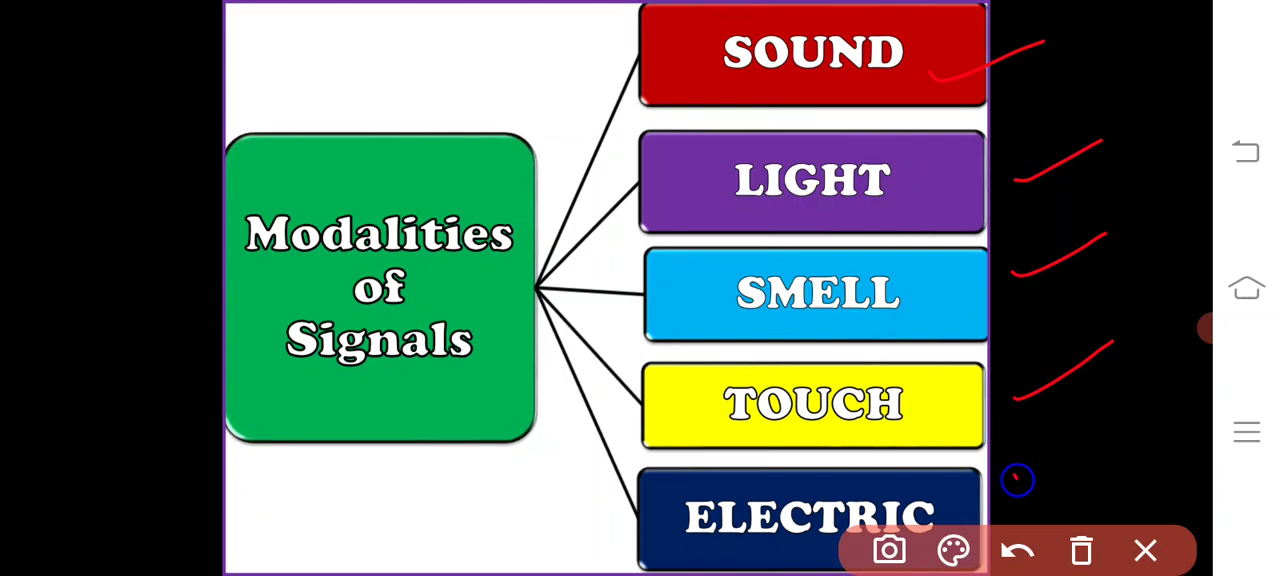 Modalities
of
Signals
SOUND
LIGHT
SMELL
TOUCH
ELECTRIC